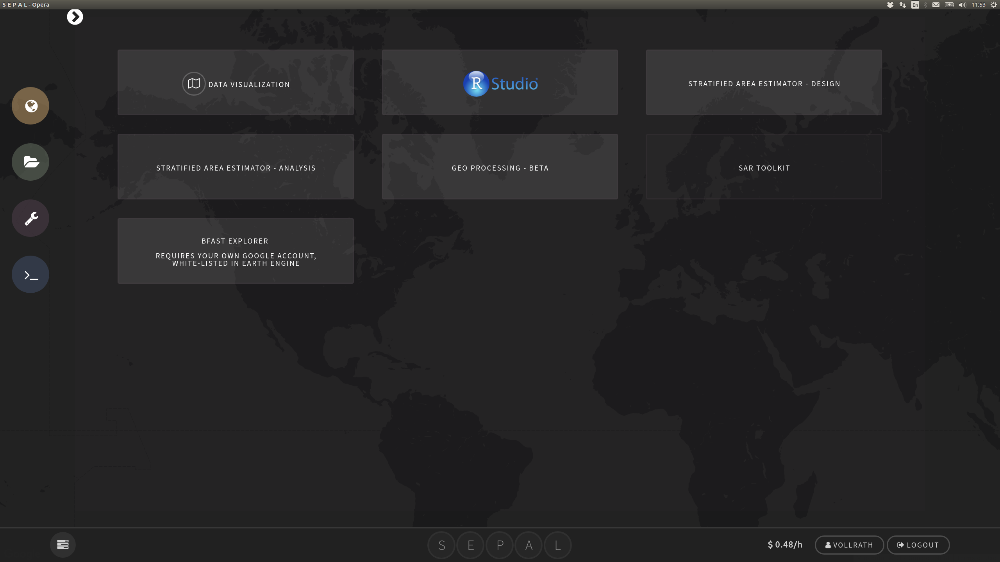 S E P A L - Opera
En
11:53
DATA VISUALIZATION
R Studio®
STRATIFIED AREA ESTIMATOR - DESIGN
STRATIFIED AREA ESTIMATOR - ANALYSIS
GEO PROCESSING - BETA
SAR TOOLKIT
BFAST EXPLORER
REQUIRES YOUR OWN GOOGLE ACCOUNT,
WHITE-LISTED IN EARTH ENGINE
S E P A L
$ 0.48/h
VOLLRATH
LOGOUT